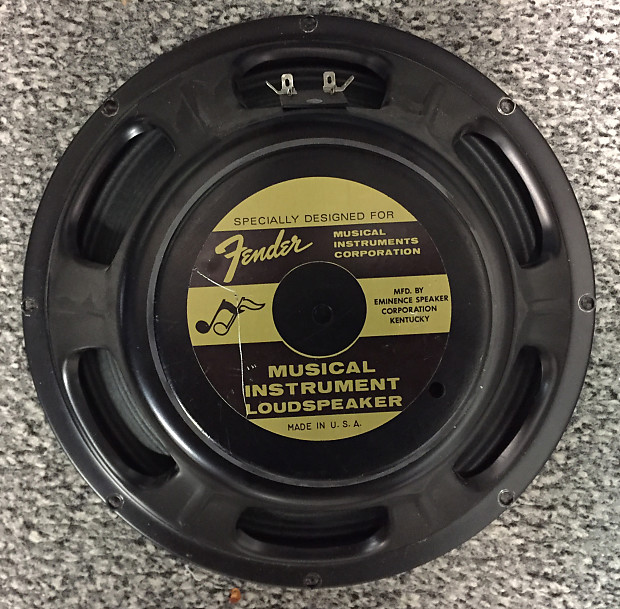 SPECIALLY DESIGNED FOR
Fender
MUSICAL
INSTRUMENTS
CORPORATION
MFD. BY
EMINENCE SPEAKER
CORPORATION
KENTUCKY
MUSICAL
INSTRUMENT
LOUDSPEAKER
MADE IN U.S.A.